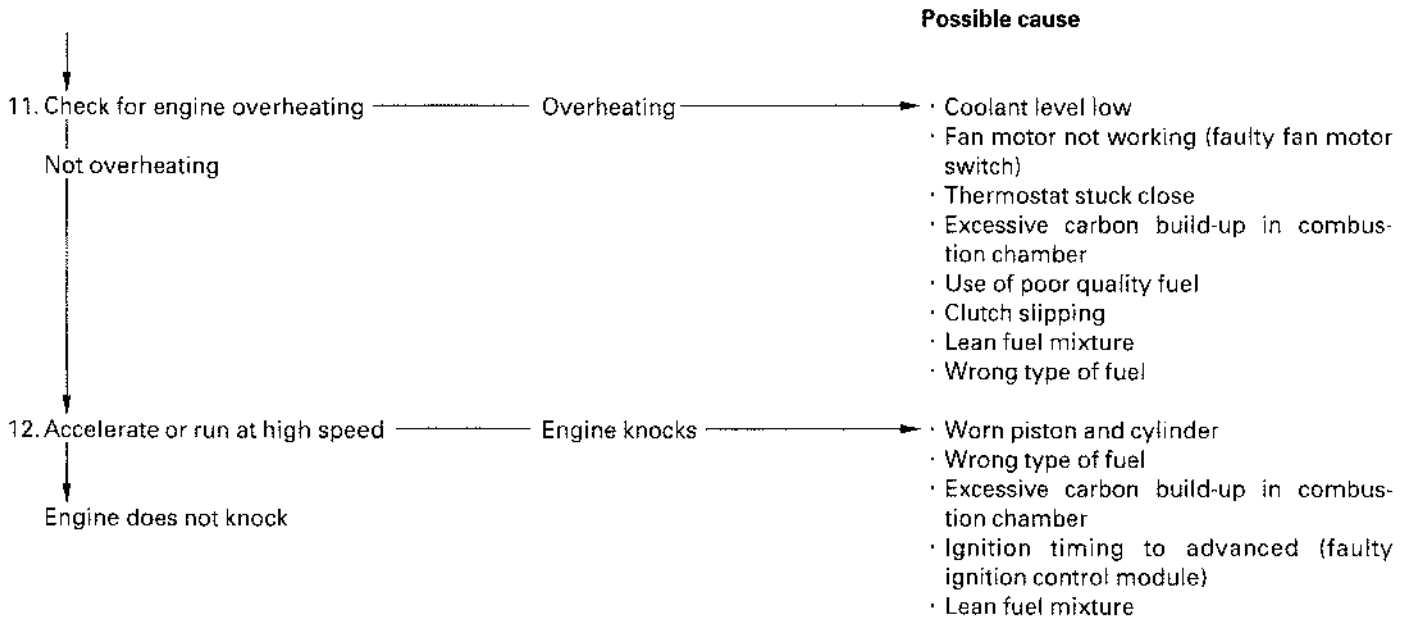 Possible cause
11. Check for engine overheating Overheating · Coolant level low
· Fan motor not working (faulty fan motor
switch)
Not overheating
· Thermostat stuck close
· Excessive carbon build-up in combus-
tion chamber
· Use of poor quality fuel
· Clutch slipping
· Lean fuel mixture
· Wrong type of fuel
12. Accelerate or run at high speed Engine knocks · Worn piston and cylinder
· Wrong type of fuel
· Excessive carbon build-up in combus-
tion chamber
Engine does not knock
· Ignition timing to advanced (faulty
ignition control module)
· Lean fuel mixture